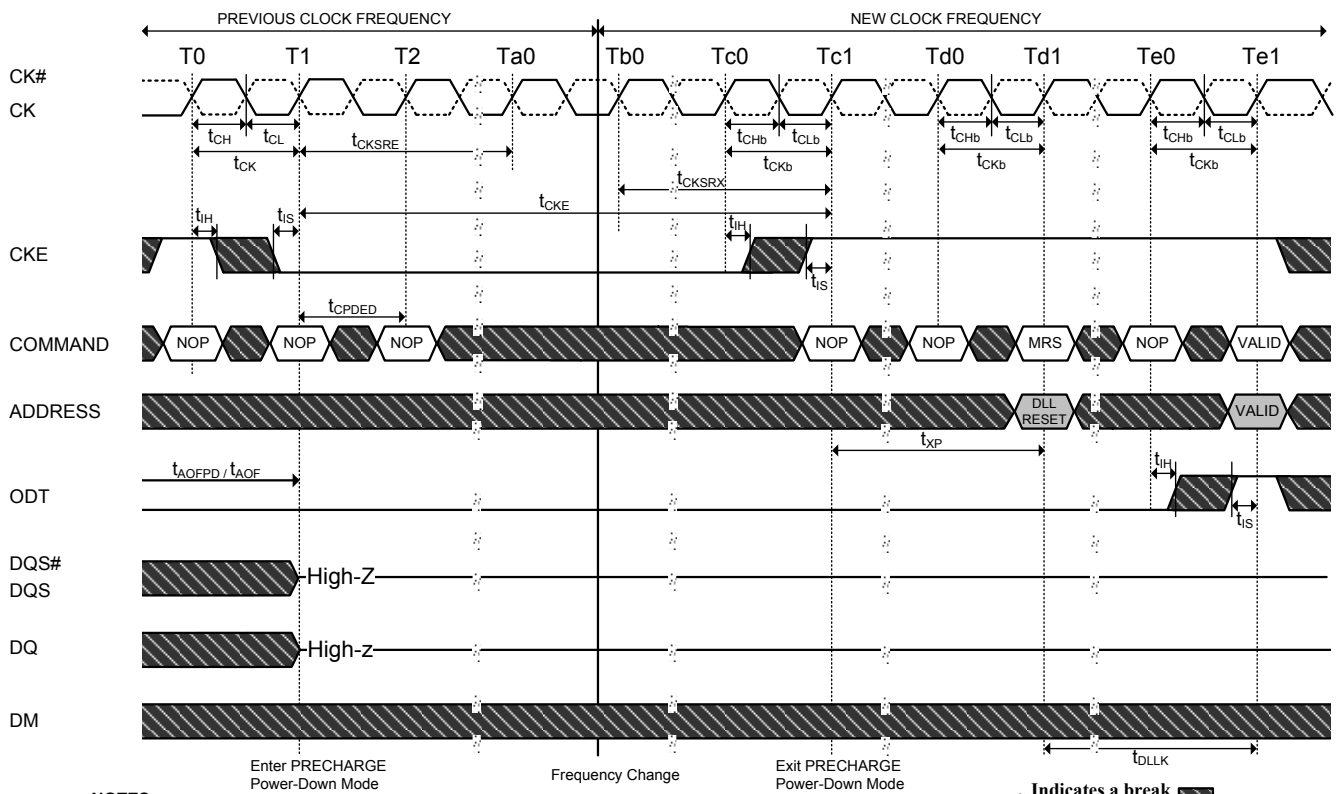 PREVIOUS CLOCK FREQUENCY NEW CLOCK FREQUENCY
T0 T1 T2 Ta0 Tb0 Tc0 Tc1 Td0 Td1 Te0 Te1
CK#
CK
tCH tCL tCHb tCLb tCHb tCLb tCHb tCLb
tCK tCKSRE tCKb tCKb tCKb
tCKSRX
tCKE
tIH tIS tIH
CKE
tIS
tCPDED
COMMAND NOP NOP NOP NOP NOP MRS NOP VALID
ADDRESS DLL RESET VALID
tXP
tAOFPD / tAOF tIH
ODT
tIS
DQS#
DQS High-Z
DQ High-z
DM
tDLLK
Enter PRECHARGE
Power-Down Mode
Frequency Change
Exit PRECHARGE
Power-Down Mode
Indicates a break